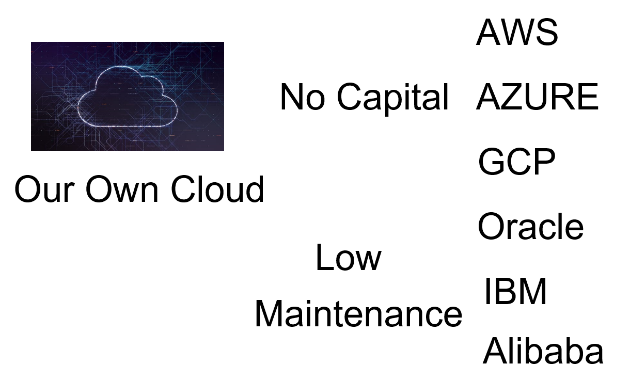 Our Own Cloud
No Capital
Low
Maintenance
AWS
AZURE
GCP
Oracle
IBM
Alibaba